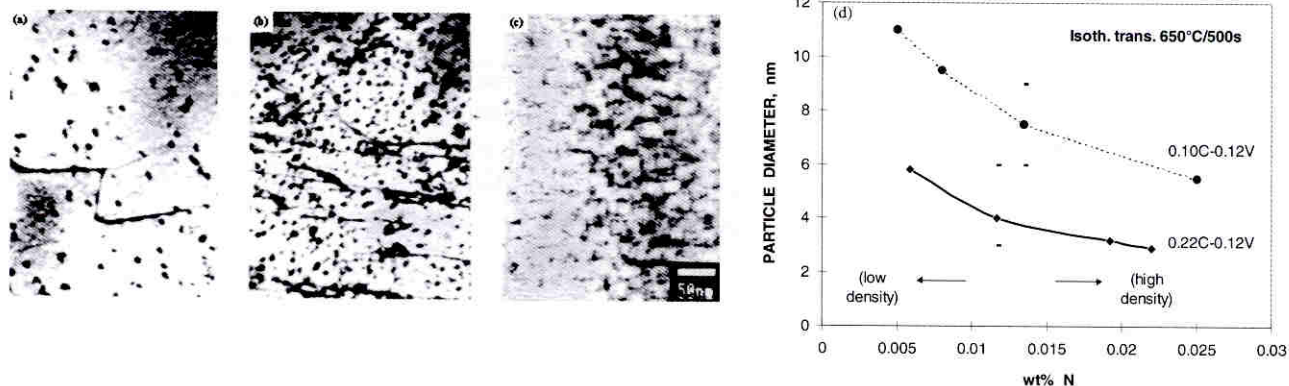 (a)
(b)
(c)
50nm
(d)
Isoth. trans. 650°C/500s
PARTICLE DIAMETER, nm
12
10
8
6
4
2
0
0.10C-0.12V
0.22C-0.12V
(low
density)
(high
density)
0
0.005
0.01
0.015
0.02
0.025
0.03
wt% N